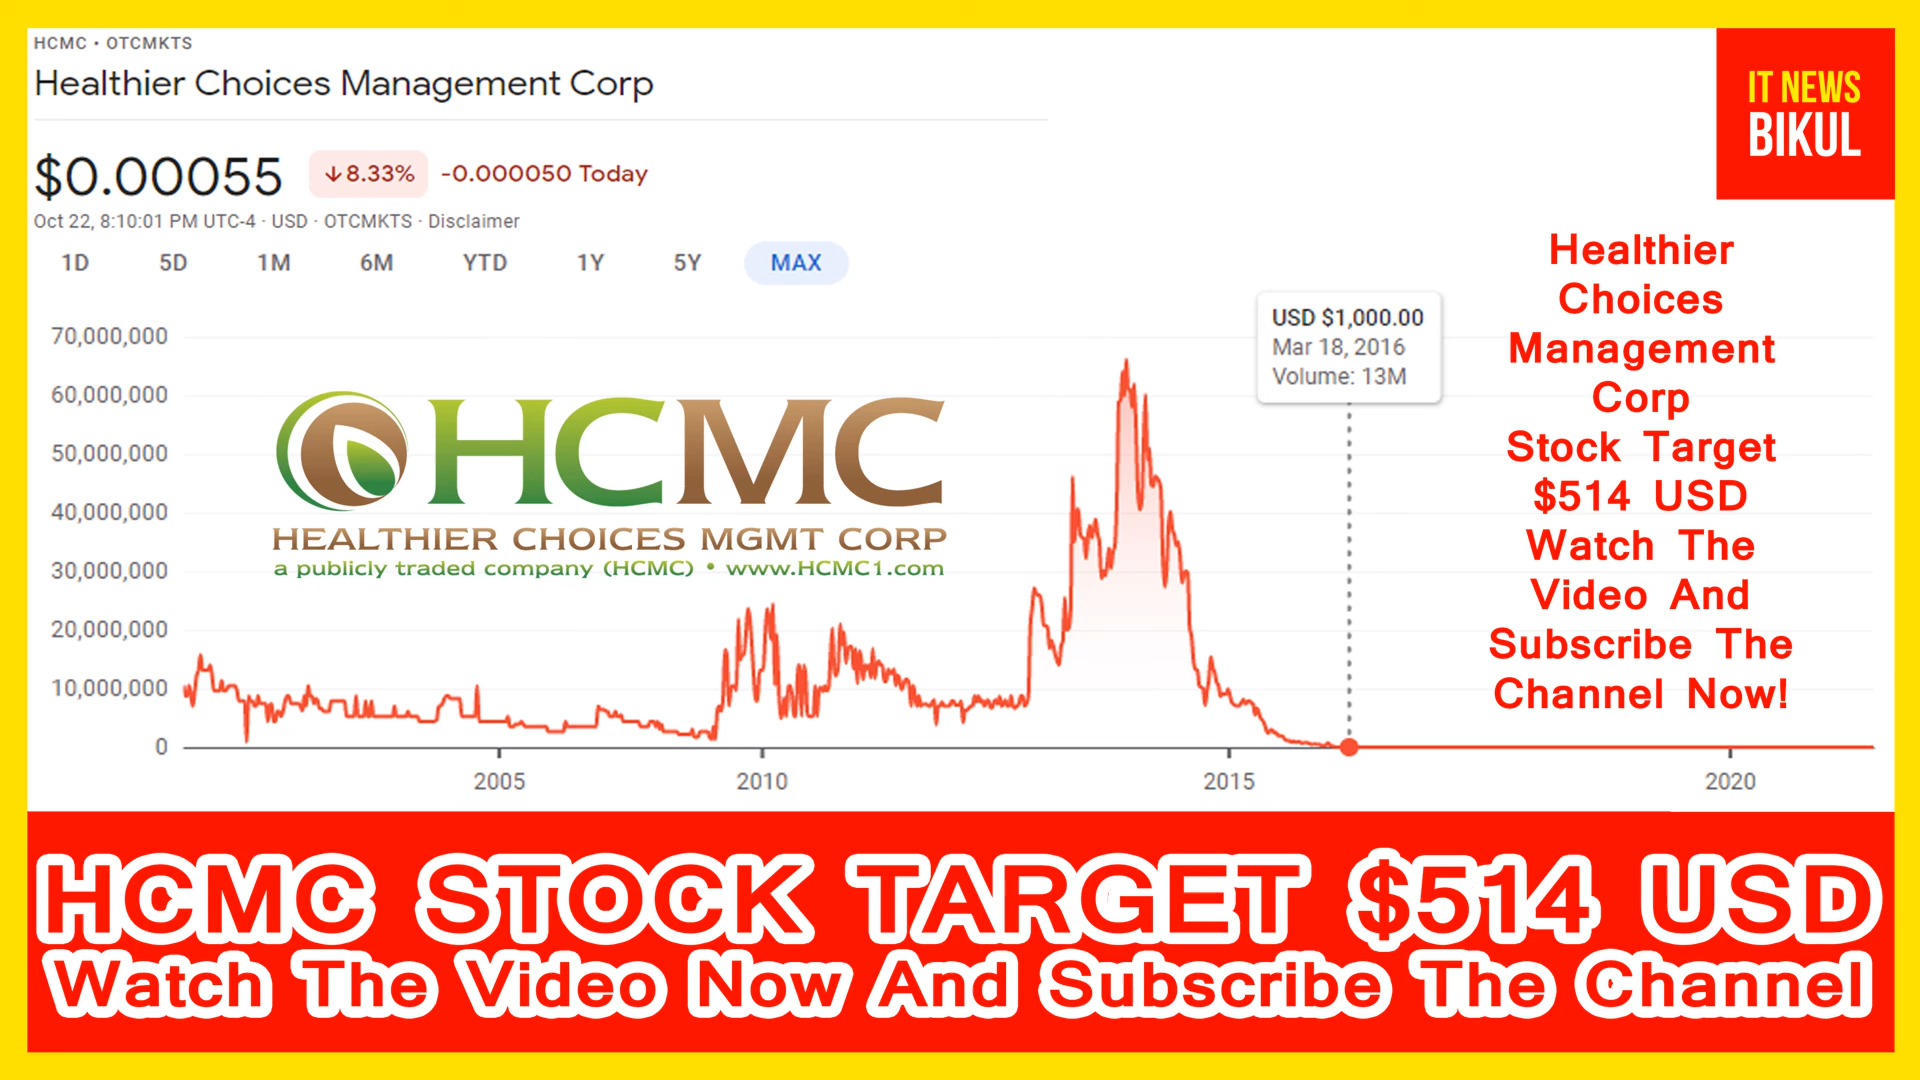 HCMC • OTCMKTS
Healthier Choices Management Corp
$0.00055 ↓8.33% -0.000050 Today
Oct 22, 8:10:01 PM UTC-4 · USD · OTCMKTS · Disclaimer
1D 5D 1M 6M YTD 1Y 5Y MAX
IT NEWS
BIKUL
70,000,000
60,000,000
50,000,000
40,000,000
30,000,000
20,000,000
10,000,000
0
2005 2010 2015 2020
HCMC
HEALTHIER CHOICES MGMT CORP
a publicly traded company (HCMC) • www.HCMC1.com
USD $1,000.00
Mar 18, 2016
Volume: 13M
Healthier
Choices
Management
Corp
Stock Target
$514 USD
Watch The
Video And
Subscribe The
Channel Now!
HCMC STOCK TARGET $514 USD
Watch The Video Now And Subscribe The Channel